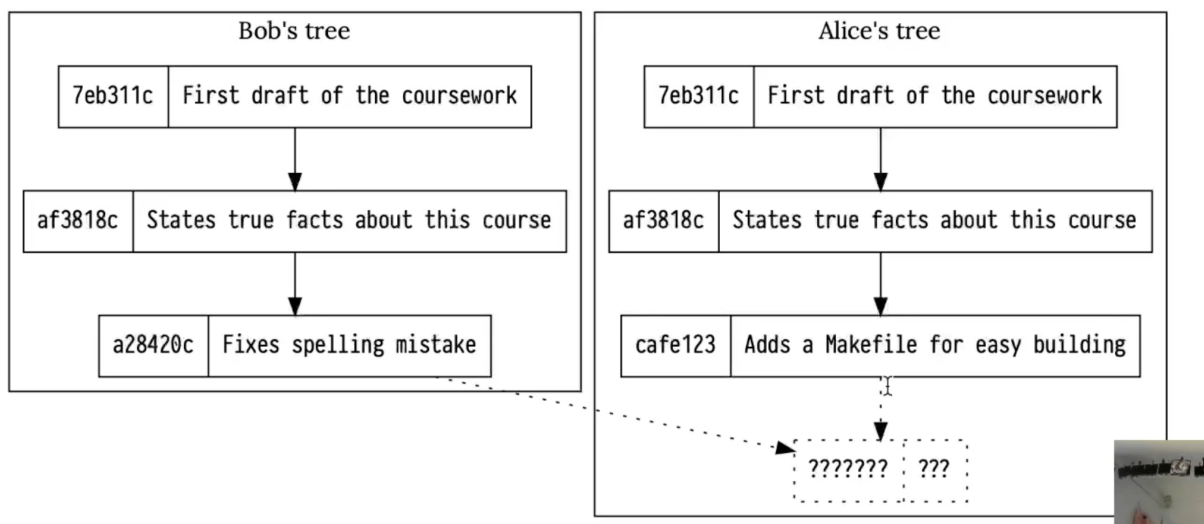 Bob's tree
7eb311c First draft of the coursework
af3818c States true facts about this course
a28420c Fixes spelling mistake
Alice's tree
7eb311c First draft of the coursework
af3818c States true facts about this course
cafe123 Adds a Makefile for easy building
??????? ???